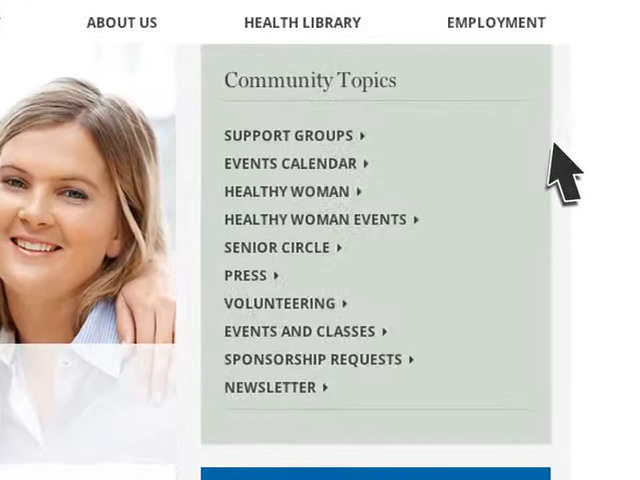 ABOUT US HEALTH LIBRARY EMPLOYMENT
Community Topics
SUPPORT GROUPS
EVENTS CALENDAR
HEALTHY WOMAN
HEALTHY WOMAN EVENTS
SENIOR CIRCLE
PRESS
VOLUNTEERING
EVENTS AND CLASSES
SPONSORSHIP REQUESTS
NEWSLETTER